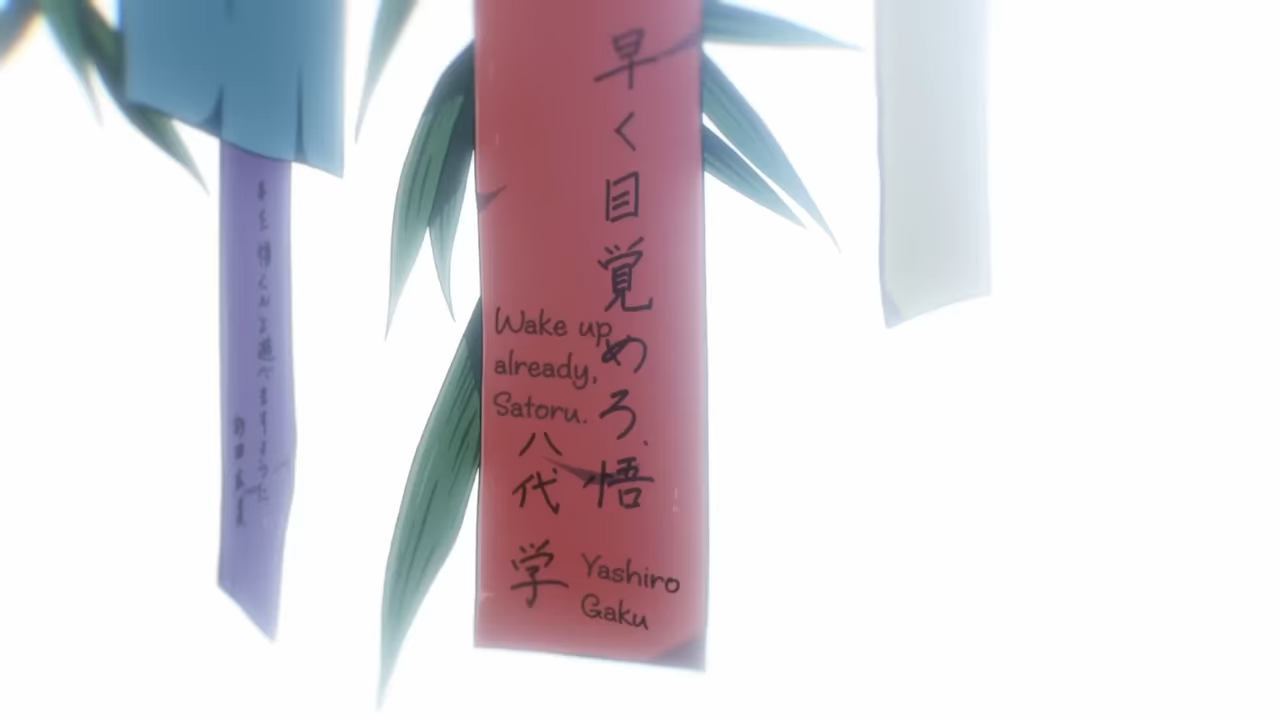 早く目覚めろ、悟
Wake up
already,
Satoru.
八代
学
Yashiro
Gaku